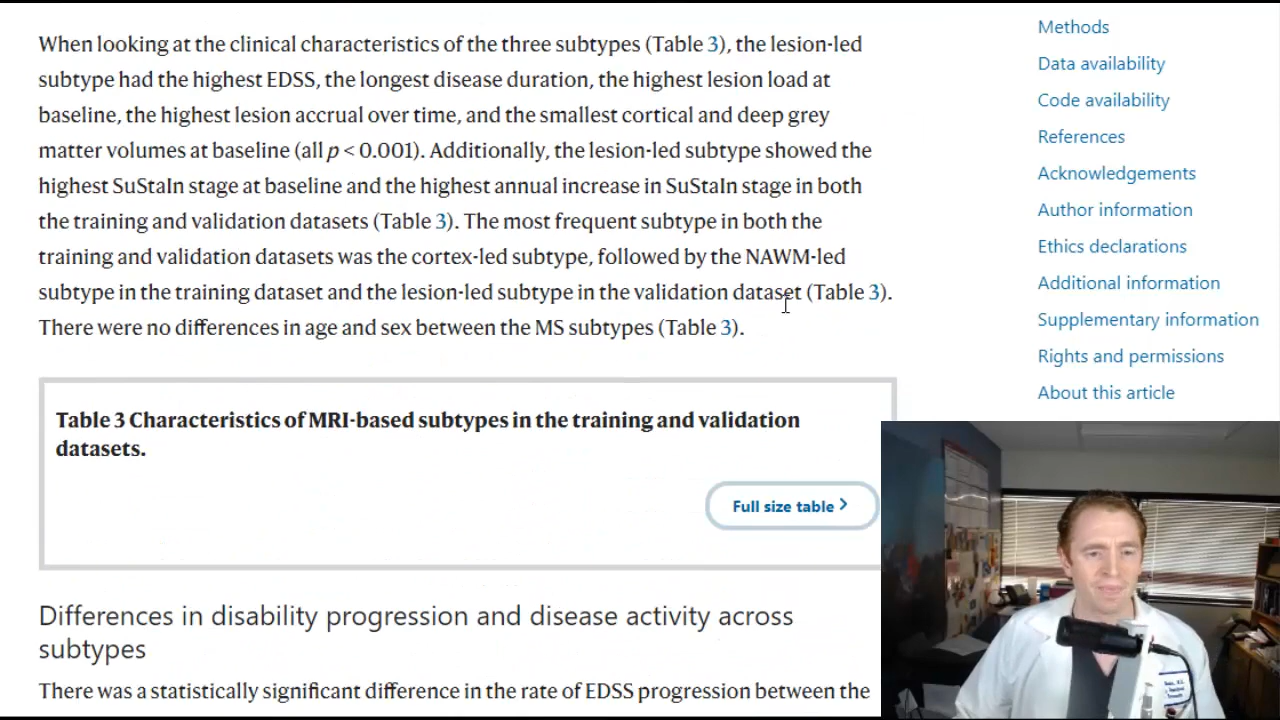 When looking at the clinical characteristics of the three subtypes (Table 3), the lesion-led
subtype had the highest EDSS, the longest disease duration, the highest lesion load at
baseline, the highest lesion accrual over time, and the smallest cortical and deep grey
matter volumes at baseline (all p < 0.001). Additionally, the lesion-led subtype showed the
highest SuStaIn stage at baseline and the highest annual increase in SuStaIn stage in both
the training and validation datasets (Table 3). The most frequent subtype in both the
training and validation datasets was the cortex-led subtype, followed by the NAWM-led
subtype in the training dataset and the lesion-led subtype in the validation dataset (Table 3).
There were no differences in age and sex between the MS subtypes (Table 3).
Table 3 Characteristics of MRI-based subtypes in the training and validation
datasets.
Full size table
Differences in disability progression and disease activity across
subtypes
There was a statistically significant difference in the rate of EDSS progression between the
Methods
Data availability
Code availability
References
Acknowledgements
Author information
Ethics declarations
Additional information
Supplementary information
Rights and permissions
About this article